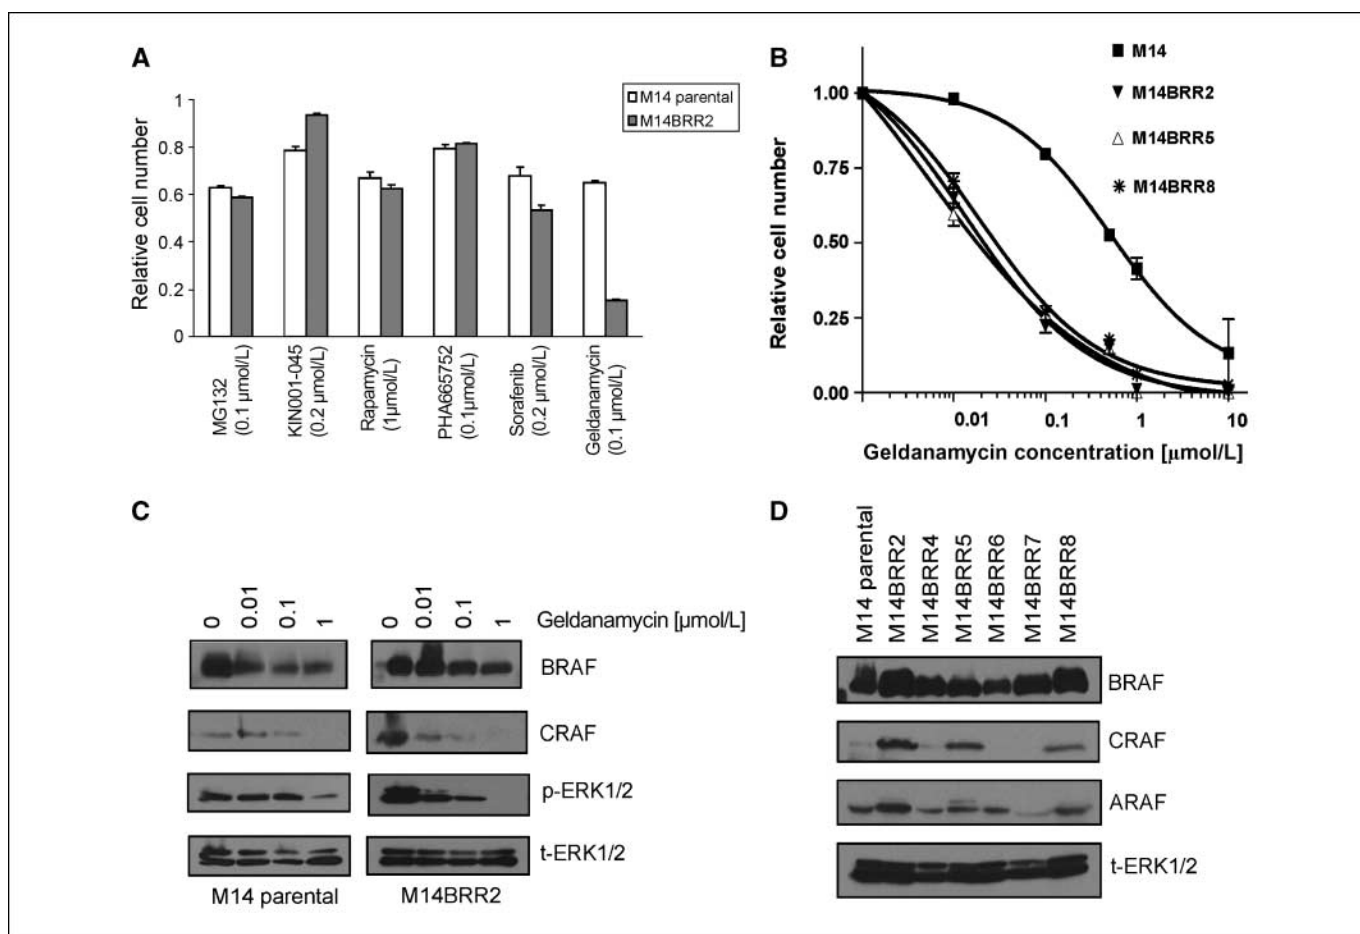 A
Relative cell number
1
0.8
0.6
0.4
0.2
0
M14 parental
M14BRR2
MG132
(0.1 µmol/L)
KIN001-045
(0.2 µmol/L)
Rapamycin
(1µmol/L)
PHA665752
(0.1µmol/L)
Sorafenib
(0.2 µmol/L)
Geldanamycin
(0.1 µmol/L)
B
Relative cell number
1.00
0.75
0.50
0.25
0.00
M14
M14BRR2
M14BRR5
M14BRR8
0.01
0.1
1
10
Geldanamycin concentration [µmol/L]
C
0
0.01
0.1
1
0
0.01
0.1
1
Geldanamycin [µmol/L]
BRAF
CRAF
p-ERK1/2
t-ERK1/2
M14 parental
M14BRR2
D
M14 parental
M14BRR2
M14BRR4
M14BRR5
M14BRR6
M14BRR7
M14BRR8
BRAF
CRAF
ARAF
t-ERK1/2